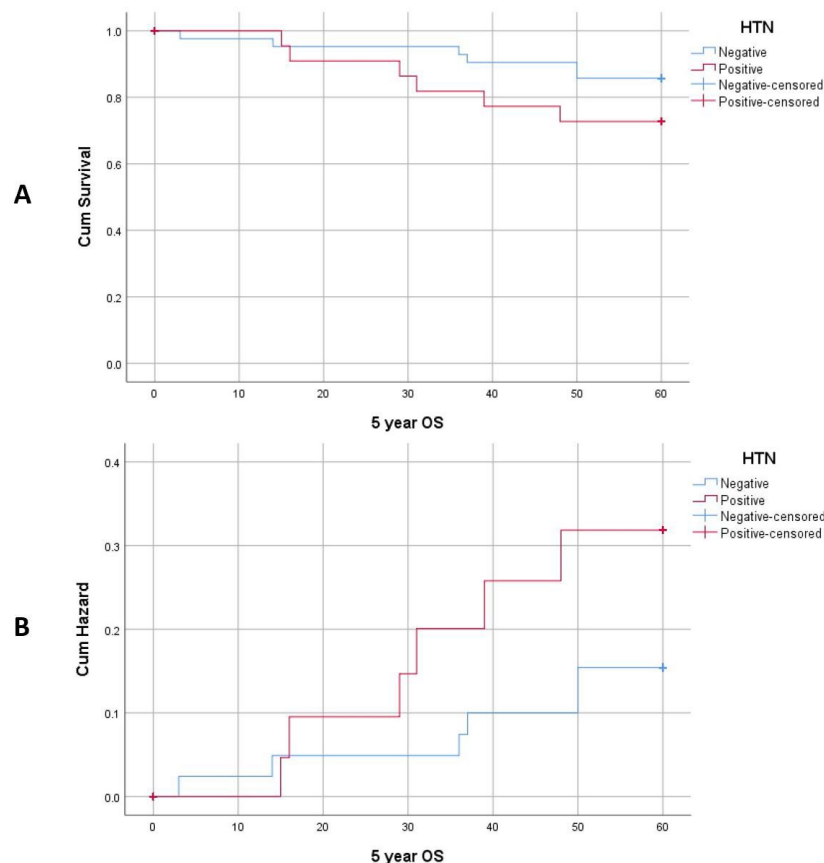 A
Cum Survival
1.0
0.8
0.6
0.4
0.2
0.0
0 10 20 30 40 50 60
5 year OS
HTN
Negative
Positive
Negative-censored
Positive-censored
B
Cum Hazard
0.4
0.3
0.2
0.1
0.0
0 10 20 30 40 50 60
5 year OS
HTN
Negative
Positive
Negative-censored
Positive-censored